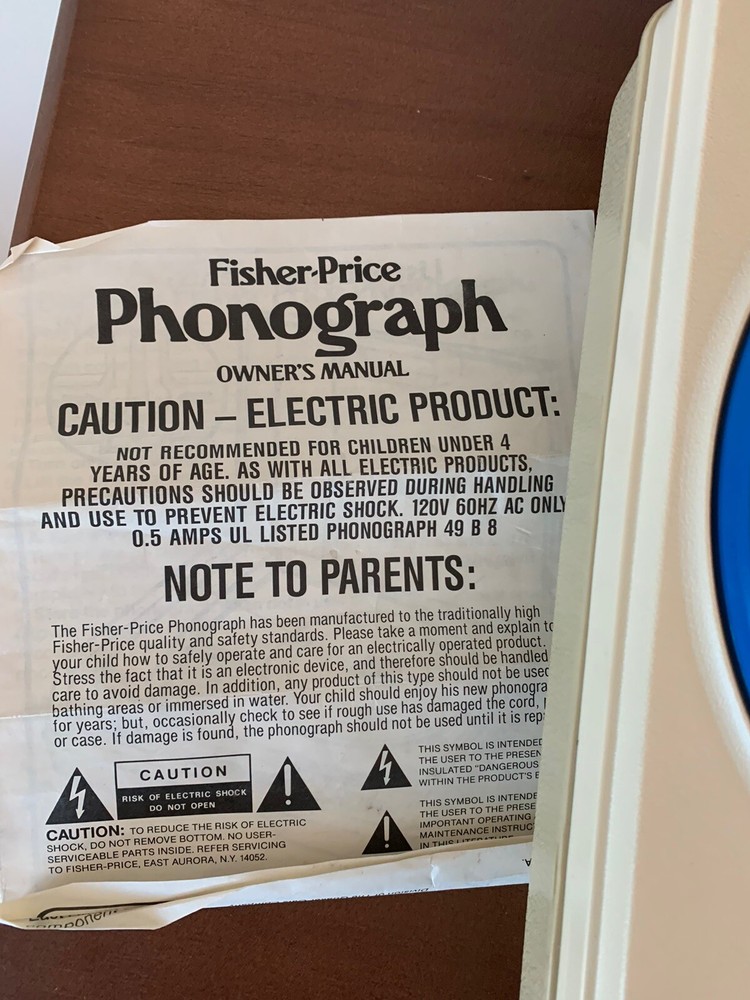 Fisher-Price
Phonograph
OWNER'S MANUAL
CAUTION – ELECTRIC PRODUCT:
NOT RECOMMENDED FOR CHILDREN UNDER 4
YEARS OF AGE. AS WITH ALL ELECTRIC PRODUCTS,
PRECAUTIONS SHOULD BE OBSERVED DURING HANDLING
AND USE TO PREVENT ELECTRIC SHOCK. 120V 60HZ AC ONLY
0.5 AMPS UL LISTED PHONOGRAPH 49 B 8
NOTE TO PARENTS:
The Fisher-Price Phonograph has been manufactured to the traditionally high
Fisher-Price quality and safety standards. Please take a moment and explain to
your child how to safely operate and care for an electrically operated product.
Stress the fact that it is an electronic device, and therefore should be handled
care to avoid damage. In addition, any product of this type should not be used
bathing areas or immersed in water. Your child should enjoy his new phonogra
for years; but, occasionally check to see if rough use has damaged the cord,
or case. If damage is found, the phonograph should not be used until it is rep
CAUTION
RISK OF ELECTRIC SHOCK
DO NOT OPEN
CAUTION: TO REDUCE THE RISK OF ELECTRIC
SHOCK, DO NOT REMOVE BOTTOM. NO USER-
SERVICEABLE PARTS INSIDE. REFER SERVICING
TO FISHER-PRICE, EAST AURORA, N.Y. 14052.
THIS SYMBOL IS INTENDED
THE USER TO THE PRESEN
INSULATED "DANGEROUS
WITHIN THE PRODUCT'S E
THIS SYMBOL IS INTENDE
THE USER TO THE PRESE
IMPORTANT OPERATING
MAINTENANCE INSTRUC
IN THIS LITERATURE